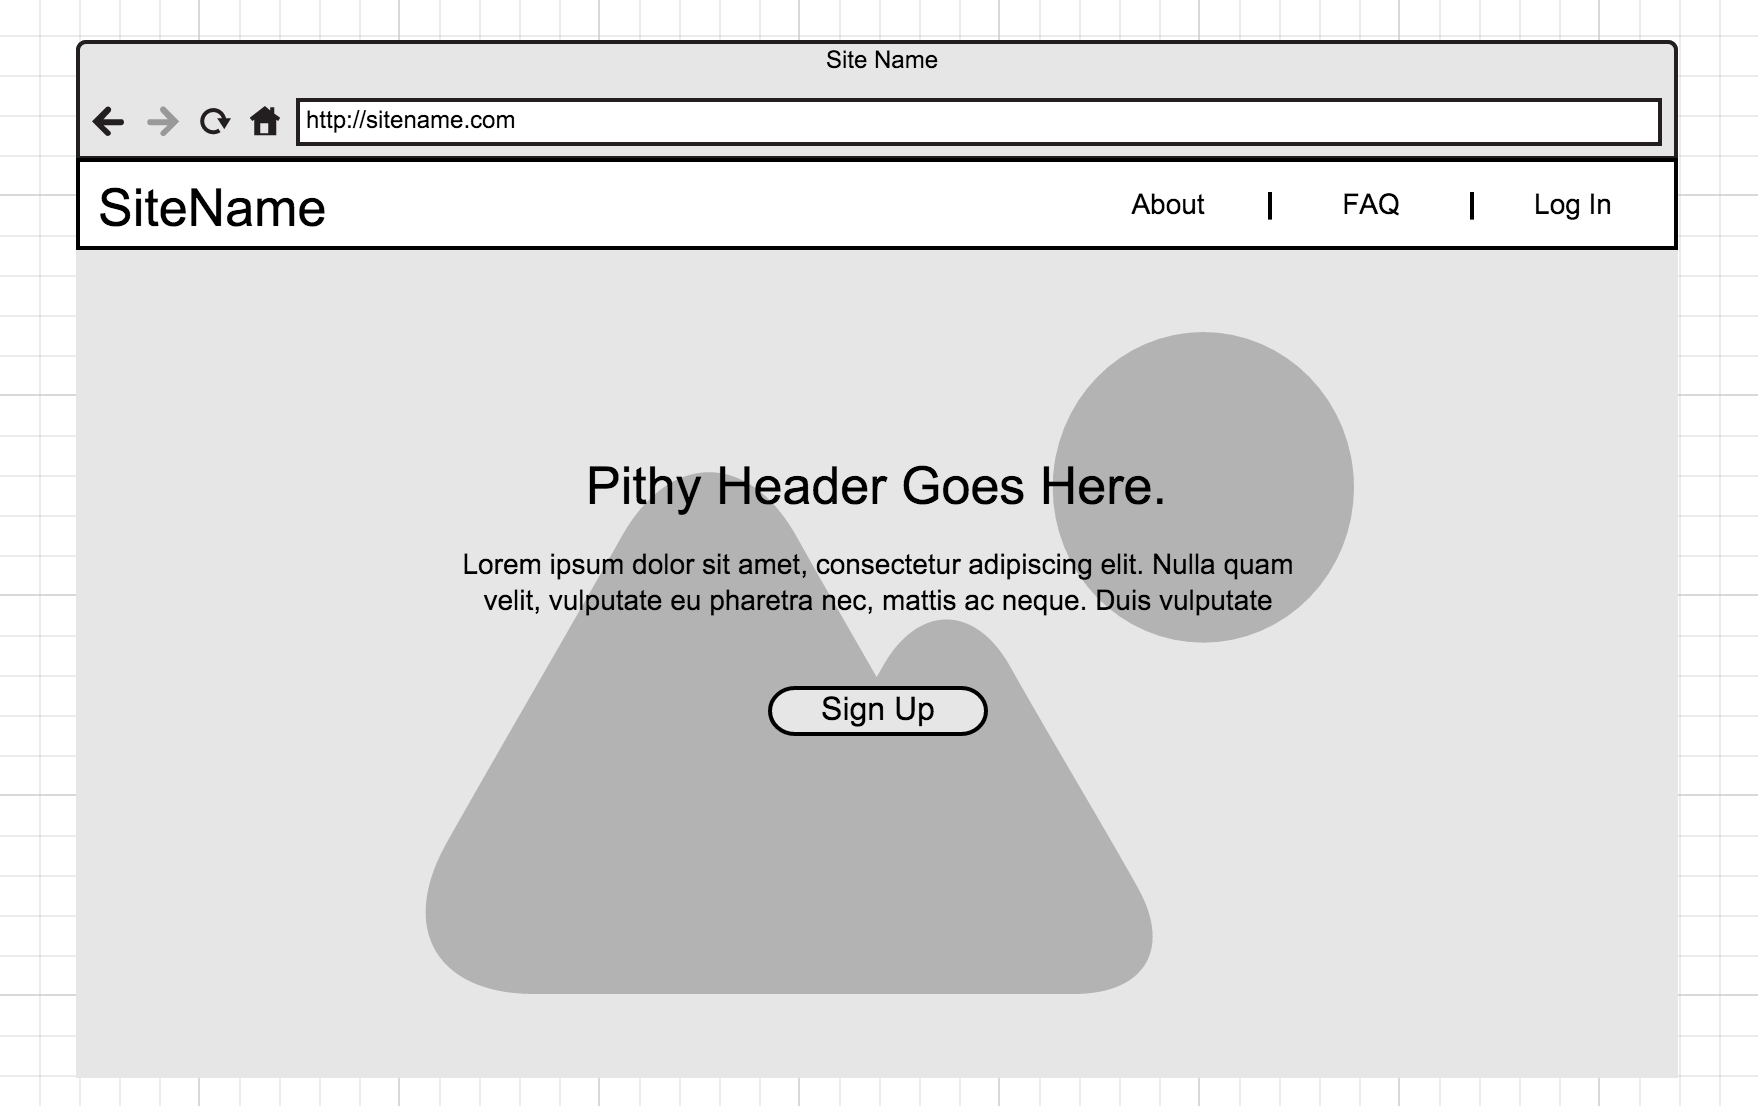 Site Name
http://sitename.com
SiteName
About | FAQ | Log In
Pithy Header Goes Here.
Lorem ipsum dolor sit amet, consectetur adipiscing elit. Nulla quam
velit, vulputate eu pharetra nec, mattis ac neque. Duis vulputate
Sign Up